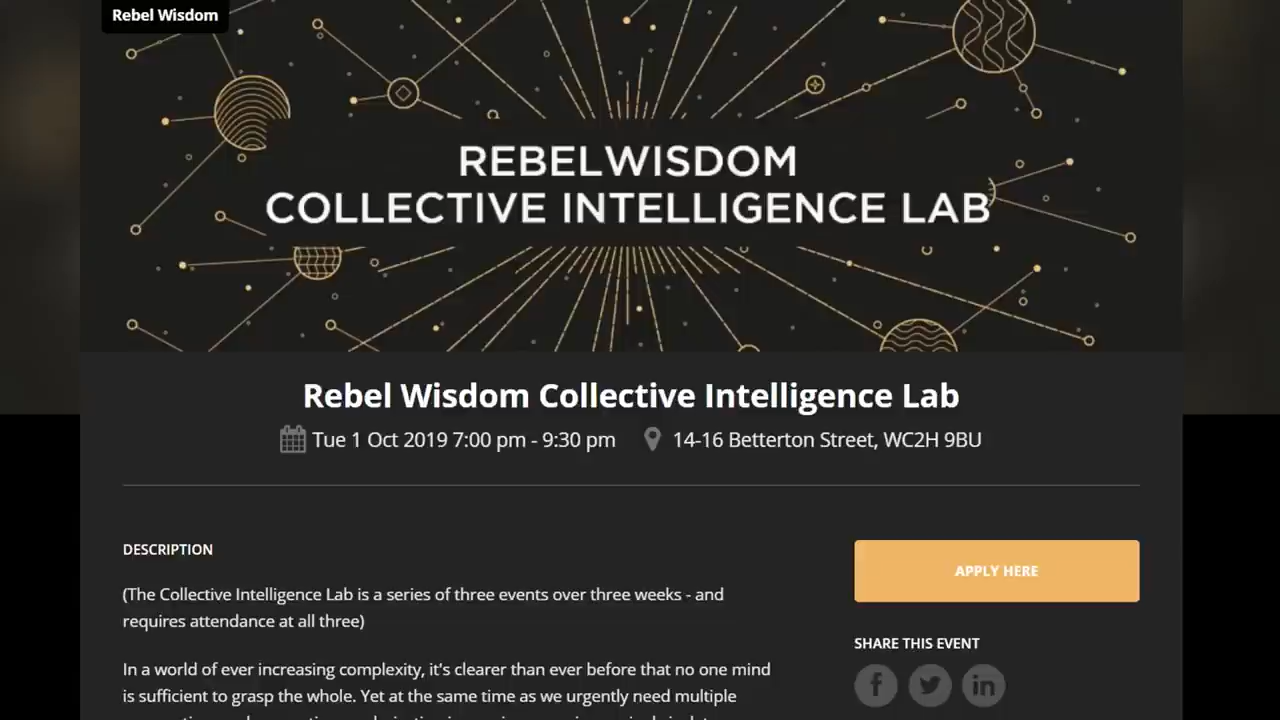 Rebel Wisdom
REBELWISDOM
COLLECTIVE INTELLIGENCE LAB
Rebel Wisdom Collective Intelligence Lab
Tue 1 Oct 2019 7:00 pm - 9:30 pm
14-16 Betterton Street, WC2H 9BU
DESCRIPTION
(The Collective Intelligence Lab is a series of three events over three weeks - and
requires attendance at all three)
In a world of ever increasing complexity, it's clearer than ever before that no one mind
is sufficient to grasp the whole. Yet at the same time as we urgently need multiple
APPLY HERE
SHARE THIS EVENT